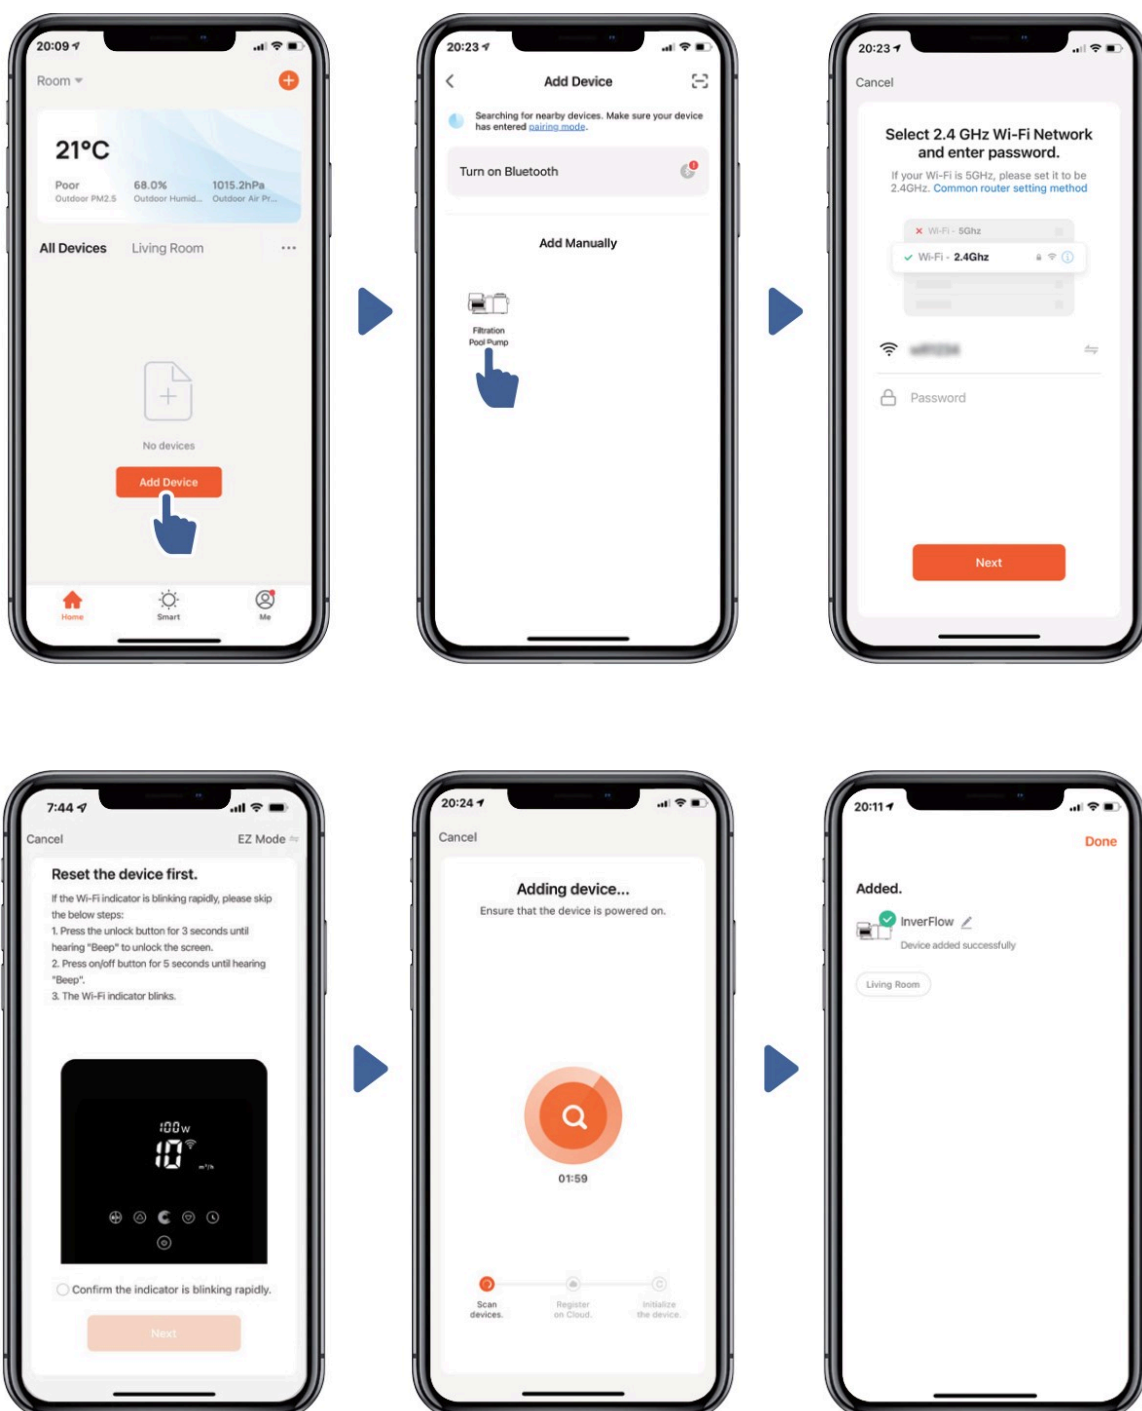 20:09
Room
21°C
Poor
68.0%
1015.2hPa
Outdoor PM2.5
Outdoor Humid...
Outdoor Air Pr...
All Devices
Living Room
...
No devices
Add Device
Home
Smart
Me
20:23
Add Device
Searching for nearby devices. Make sure your device
has entered pairing mode.
Turn on Bluetooth
Add Manually
Filtration
Pool Pump
20:23
Cancel
Select 2.4 GHz Wi-Fi Network
and enter password.
If your Wi-Fi is 5GHz, please set it to be
2.4GHz. Common router setting method
Wi-Fi - 5Ghz
Wi-Fi - 2.4Ghz
Password
Next
7:44
Cancel
EZ Mode
Reset the device first.
If the Wi-Fi indicator is blinking rapidly, please skip
the below steps:
1. Press the unlock button for 3 seconds until
hearing "Beep" to unlock the screen.
2. Press on/off button for 5 seconds until hearing
"Beep".
3. The Wi-Fi indicator blinks.
100w
10
m³/h
Confirm the indicator is blinking rapidly.
Next
20:24
Cancel
Adding device...
Ensure that the device is powered on.
01:59
Scan
devices.
Register
on Cloud.
Initialize
the device.
20:11
Done
Added.
InverFlow
Device added successfully
Living Room